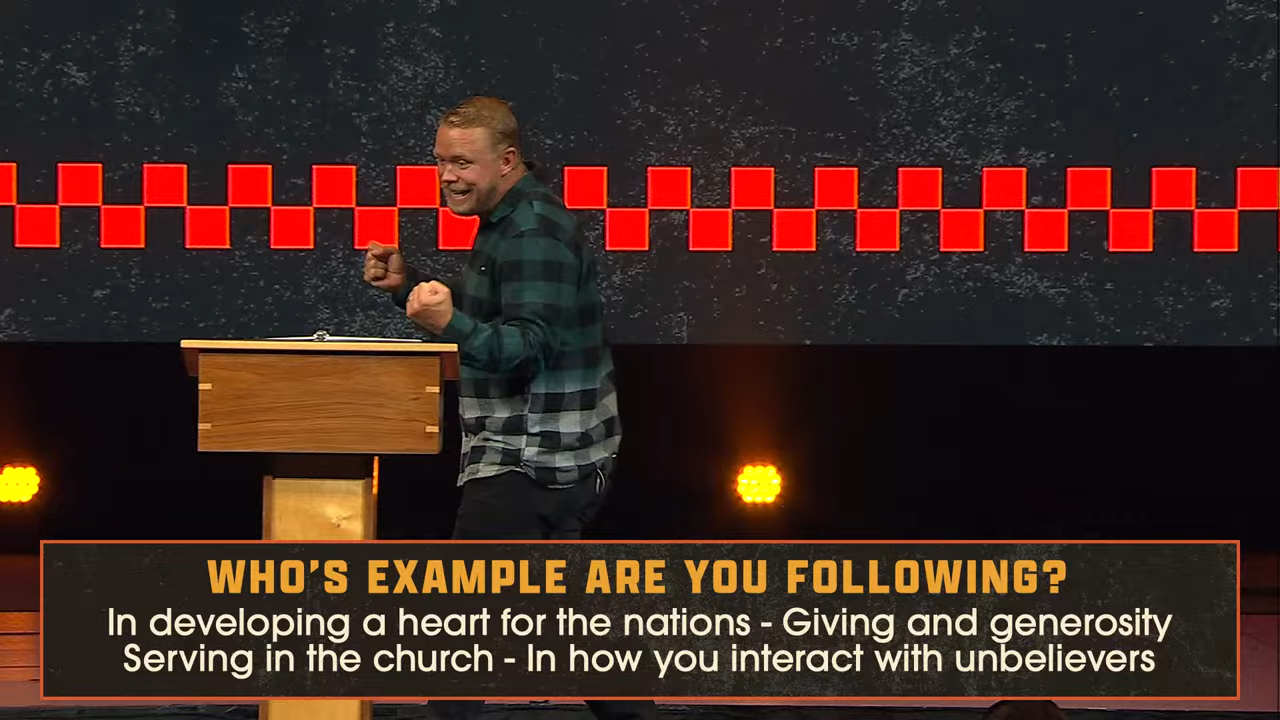 WHO'S EXAMPLE ARE YOU FOLLOWING?
In developing a heart for the nations - Giving and generosity
Serving in the church - In how you interact with unbelievers